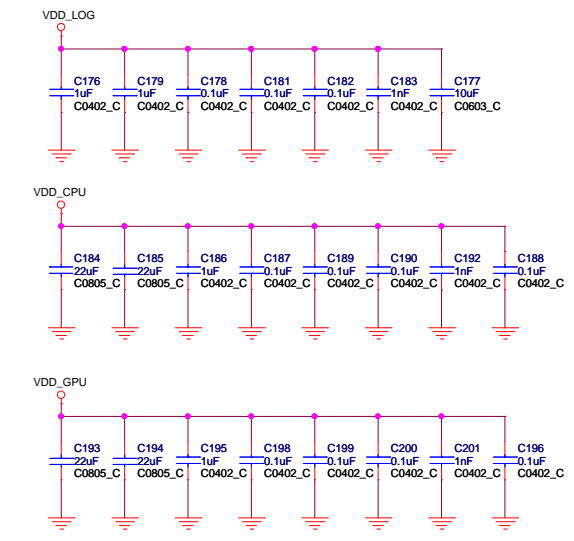 VDD_LOG
C176 C179 C178 C181 C182 C183 C177
1uF 1uF 0.1uF 0.1uF 0.1uF 1nF 10uF
C0402_C C0402_C C0402_C C0402_C C0402_C C0402_C C0603_C
VDD_CPU
C184 C185 C186 C187 C189 C190 C192 C188
22uF 22uF 1uF 0.1uF 0.1uF 0.1uF 1nF 0.1uF
C0805_C C0805_C C0402_C C0402_C C0402_C C0402_C C0402_C C0402_C
VDD_GPU
C193 C194 C195 C198 C199 C200 C201 C196
22uF 22uF 1uF 0.1uF 0.1uF 0.1uF 1nF 0.1uF
C0805_C C0805_C C0402_C C0402_C C0402_C C0402_C C0402_C C0402_C